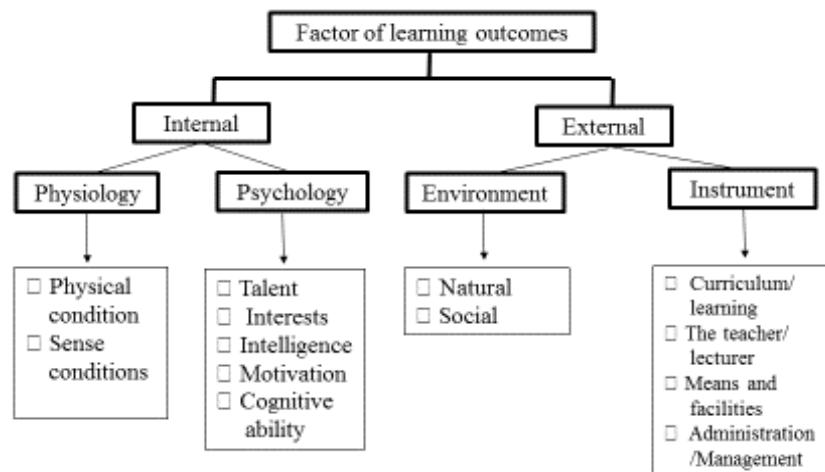 Factor of learning outcomes
Internal
External
Physiology
Psychology
Environment
Instrument
□ Physical
condition
□ Sense
conditions
□ Talent
□ Interests
□ Intelligence
□ Motivation
□ Cognitive
ability
□ Natural
□ Social
□ Curriculum/
learning
□ The teacher/
lecturer
□ Means and
facilities
□ Administration
/Management